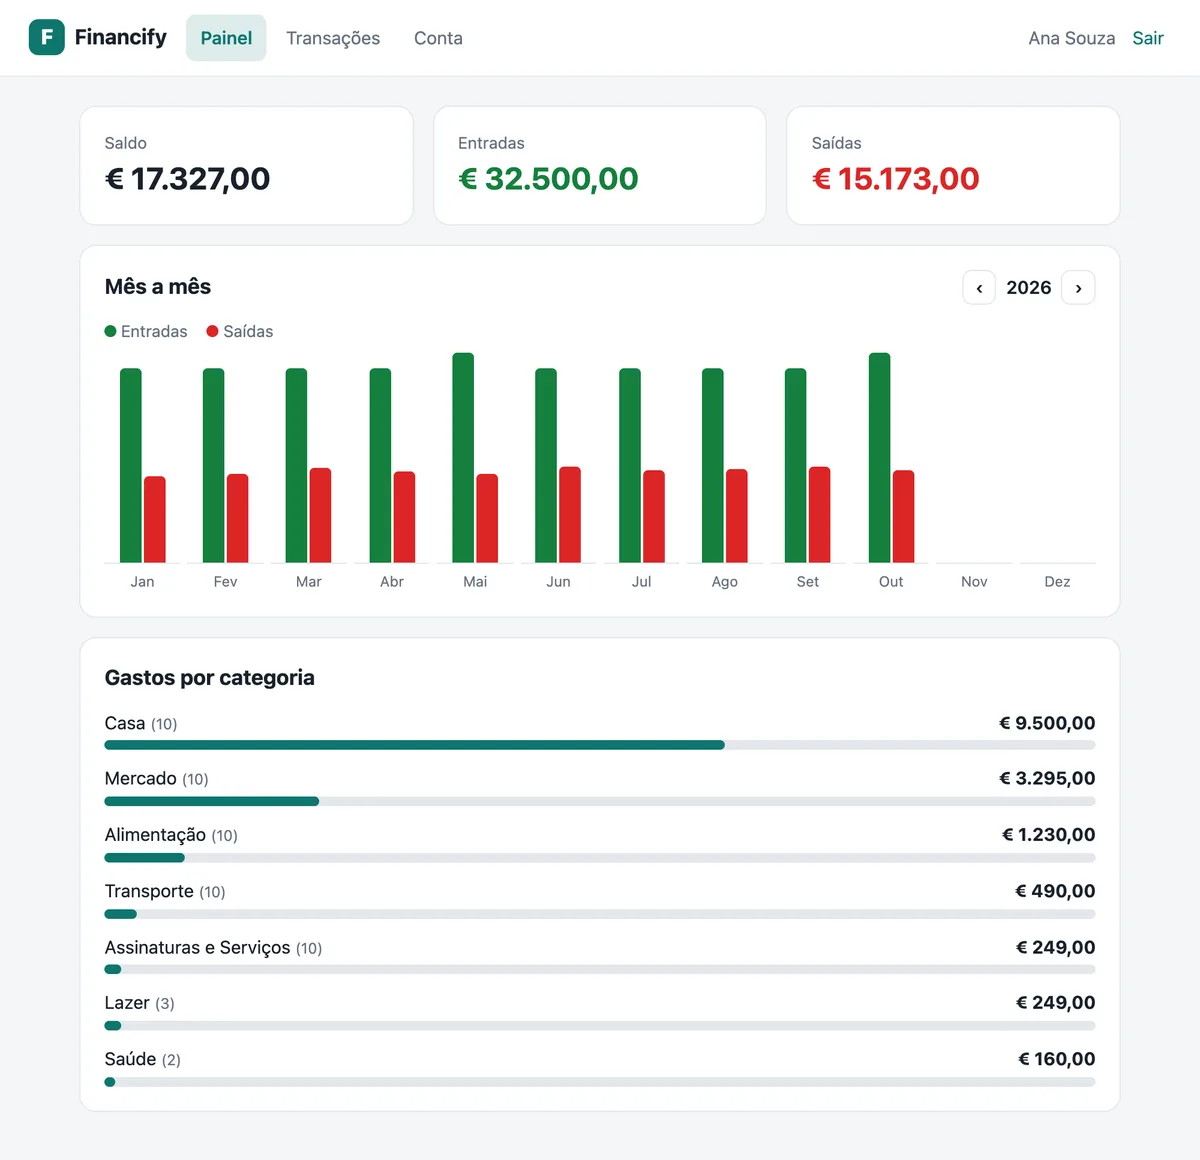 F Financify Painel Transações Conta Ana Souza Sair
Saldo
€ 17.327,00
Entradas
€ 32.500,00
Saídas
€ 15.173,00
Mês a mês
‹ 2026 ›
Entradas Saídas
Jan Fev Mar Abr Mai Jun Jul Ago Set Out Nov Dez
Gastos por categoria
Casa (10) € 9.500,00
Mercado (10) € 3.295,00
Alimentação (10) € 1.230,00
Transporte (10) € 490,00
Assinaturas e Serviços (10) € 249,00
Lazer (3) € 249,00
Saúde (2) € 160,00